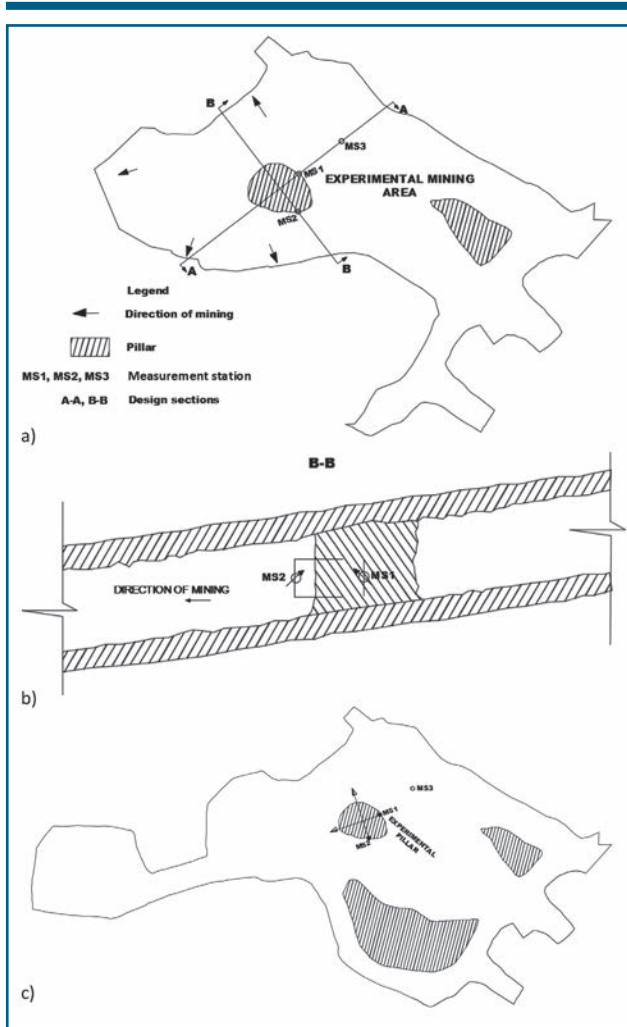 B
A
MS3
MS1
EXPERIMENTAL MINING
AREA
MS2
A
B
Legend
Direction of mining
Pillar
MS1, MS2, MS3 Measurement station
A-A, B-B Design sections
a)
B-B
MS2
MS1
DIRECTION OF MINING
b)
MS3
MS1
EXPERIMENTAL
PILLAR
MS2
c)